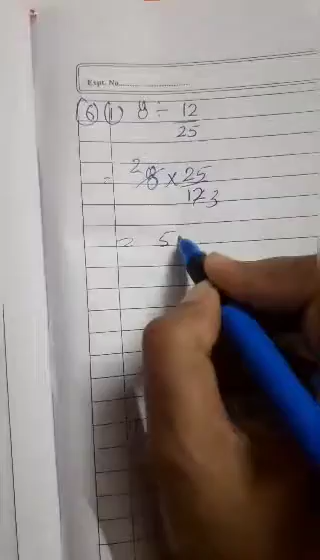 Expt. No.
6 (i) 8 ÷ 12/25
= 2 8 × 25/12 3
= 5